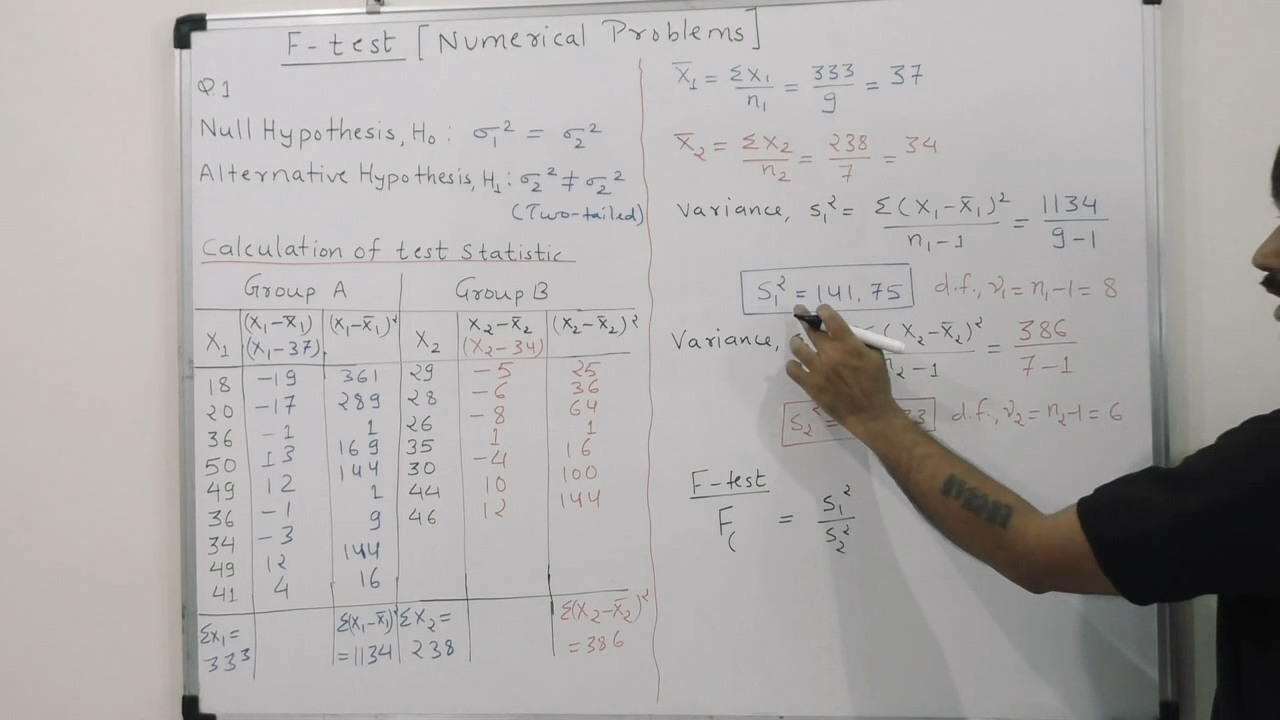 F-test [Numerical Problems]
Q.1
Null Hypothesis, H₀ : σ₁² = σ₂²
Alternative Hypothesis, H₁ : σ₂² ≠ σ₂²
(Two-tailed)
Calculation of test Statistic
Group A Group B
X₁ (X₁-X̄₁) (X₁-37) (X₁-X̄₁)² X₂ X₂-X̄₂ (X₂-34) (X₂-X̄₂)²
18 -19 361 29 -5 25
20 -17 289 28 -6 36
36 -1 1 26 -8 64
50 13 169 35 1 1
49 12 144 30 -4 16
36 -1 1 44 10 100
34 -3 9 46 12 144
49 12 144
41 4 16
Σx₁ = 333 Σ(X₁-X̄₁)² = 1134 ΣX₂ = 238 Σ(X₂-X̄₂)² = 386
X̄₁ = ΣX₁/n₁ = 333/9 = 37
X̄₂ = ΣX₂/n₂ = 238/7 = 34
Variance, s₁² = Σ(X₁-X̄₁)²/n₁-1 = 1134/9-1
S₁² = 141.75 d.f., ν₁ = n₁-1 = 8
Variance, (X₂-X̄₂)²/n₂-1 = 386/7-1
S₂² = 33 d.f., ν₂ = n₂-1 = 6
F-test
F( = S₁²/S₂²